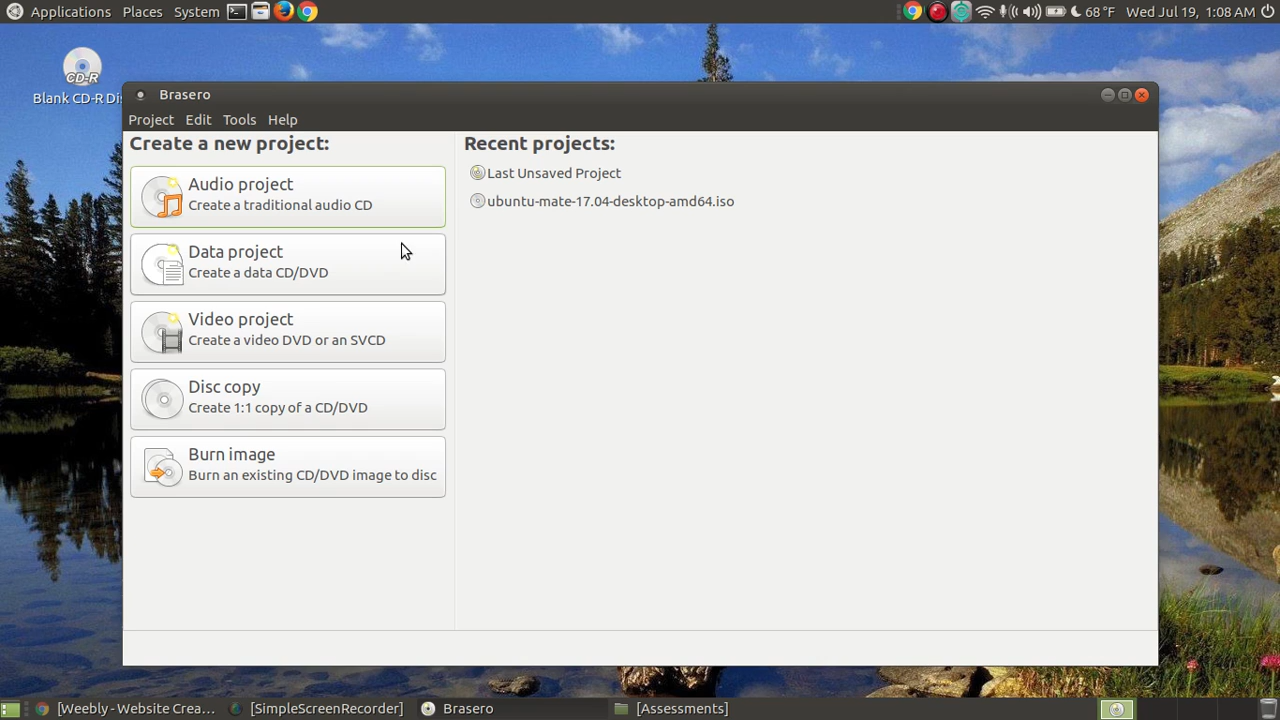 Applications Places System
68 °F Wed Jul 19, 1:08 AM
CD-R
Blank CD-R Di
Brasero
Project Edit Tools Help
Create a new project:
Audio project
Create a traditional audio CD
Data project
Create a data CD/DVD
Video project
Create a video DVD or an SVCD
Disc copy
Create 1:1 copy of a CD/DVD
Burn image
Burn an existing CD/DVD image to disc
Recent projects:
Last Unsaved Project
ubuntu-mate-17.04-desktop-amd64.iso
[Weebly - Website Crea... [SimpleScreenRecorder] Brasero [Assessments]